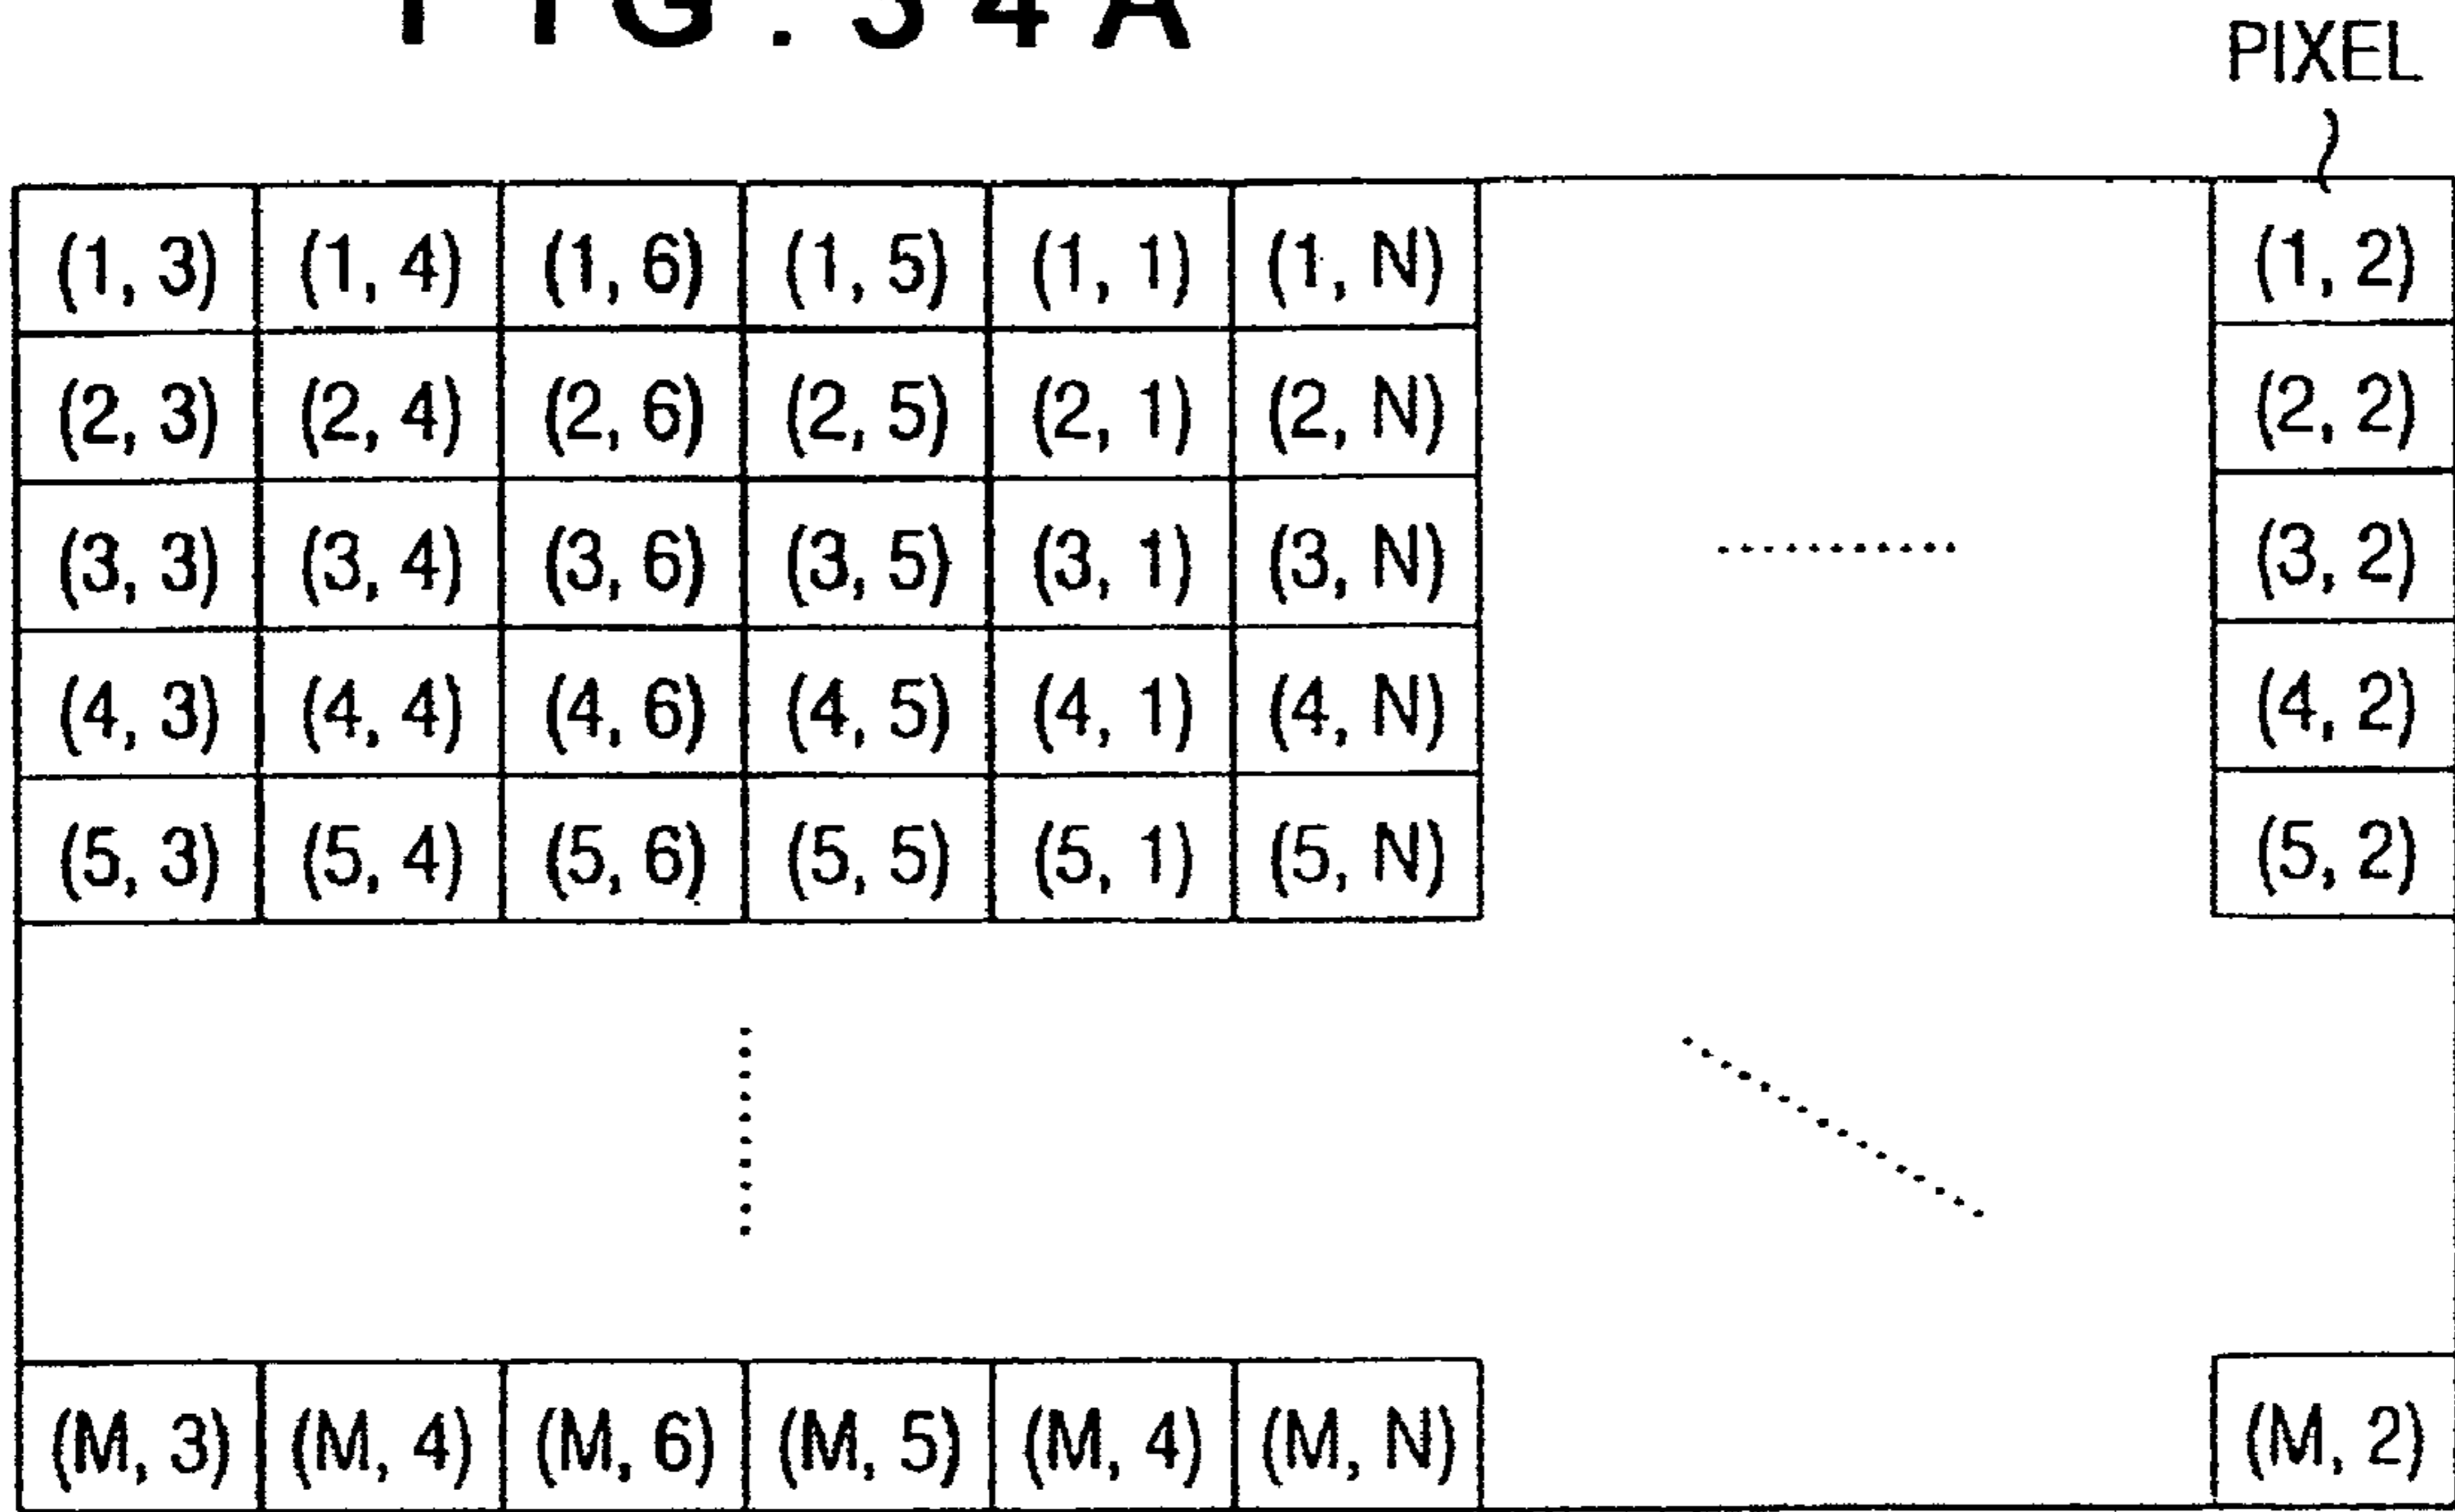 FIG. 34A
PIXEL
(1, 3) (1, 4) (1, 6) (1, 5) (1, 1) (1, N) (1, 2)
(2, 3) (2, 4) (2, 6) (2, 5) (2, 1) (2, N) (2, 2)
(3, 3) (3, 4) (3, 6) (3, 5) (3, 1) (3, N) .......... (3, 2)
(4, 3) (4, 4) (4, 6) (4, 5) (4, 1) (4, N) (4, 2)
(5, 3) (5, 4) (5, 6) (5, 5) (5, 1) (5, N) (5, 2)
(M, 3) (M, 4) (M, 6) (M, 5) (M, 4) (M, N) (M, 2)